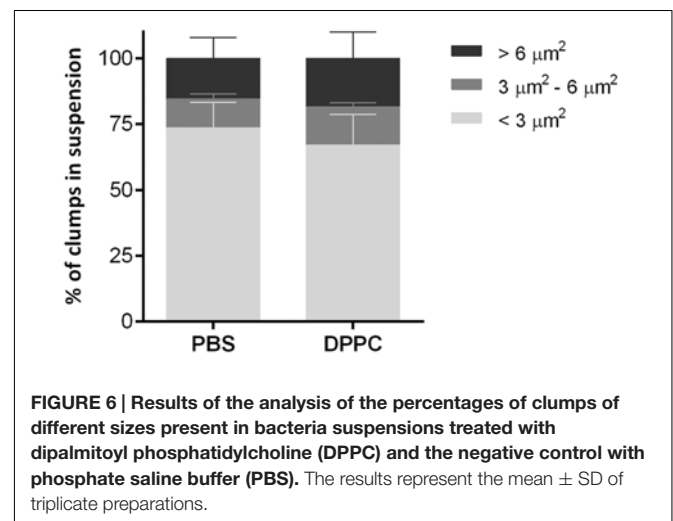 % of clumps in suspension
100
75
50
25
0
PBS
DPPC
> 6 μm²
3 μm² - 6 μm²
< 3 μm²
FIGURE 6 | Results of the analysis of the percentages of clumps of
different sizes present in bacteria suspensions treated with
dipalmitoyl phosphatidylcholine (DPPC) and the negative control with
phosphate saline buffer (PBS). The results represent the mean ± SD of
triplicate preparations.